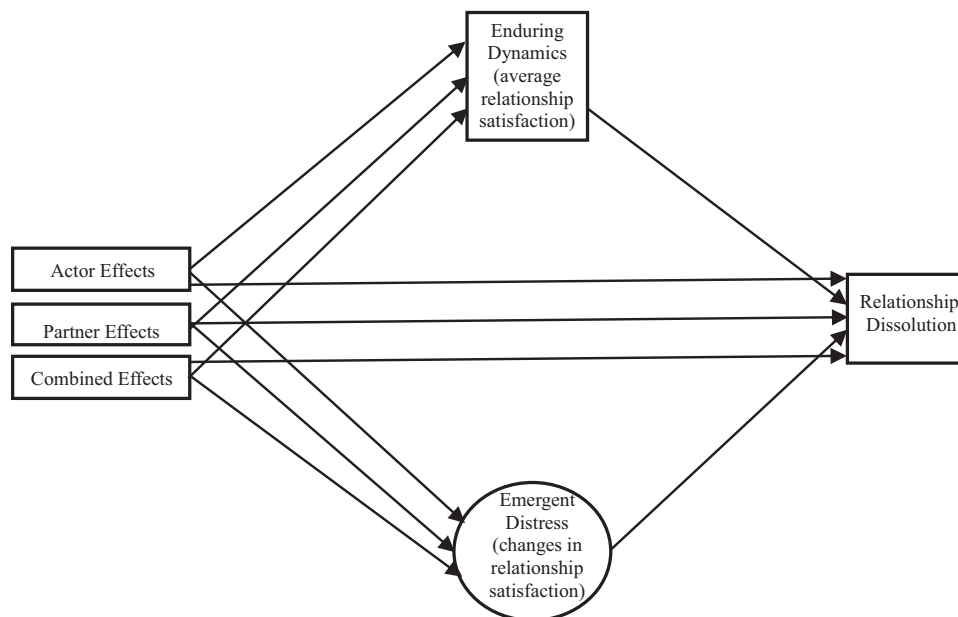 Enduring
Dynamics
(average
relationship
satisfaction)
Actor Effects
Partner Effects
Combined Effects
Relationship
Dissolution
Emergent
Distress
(changes in
relationship
satisfaction)